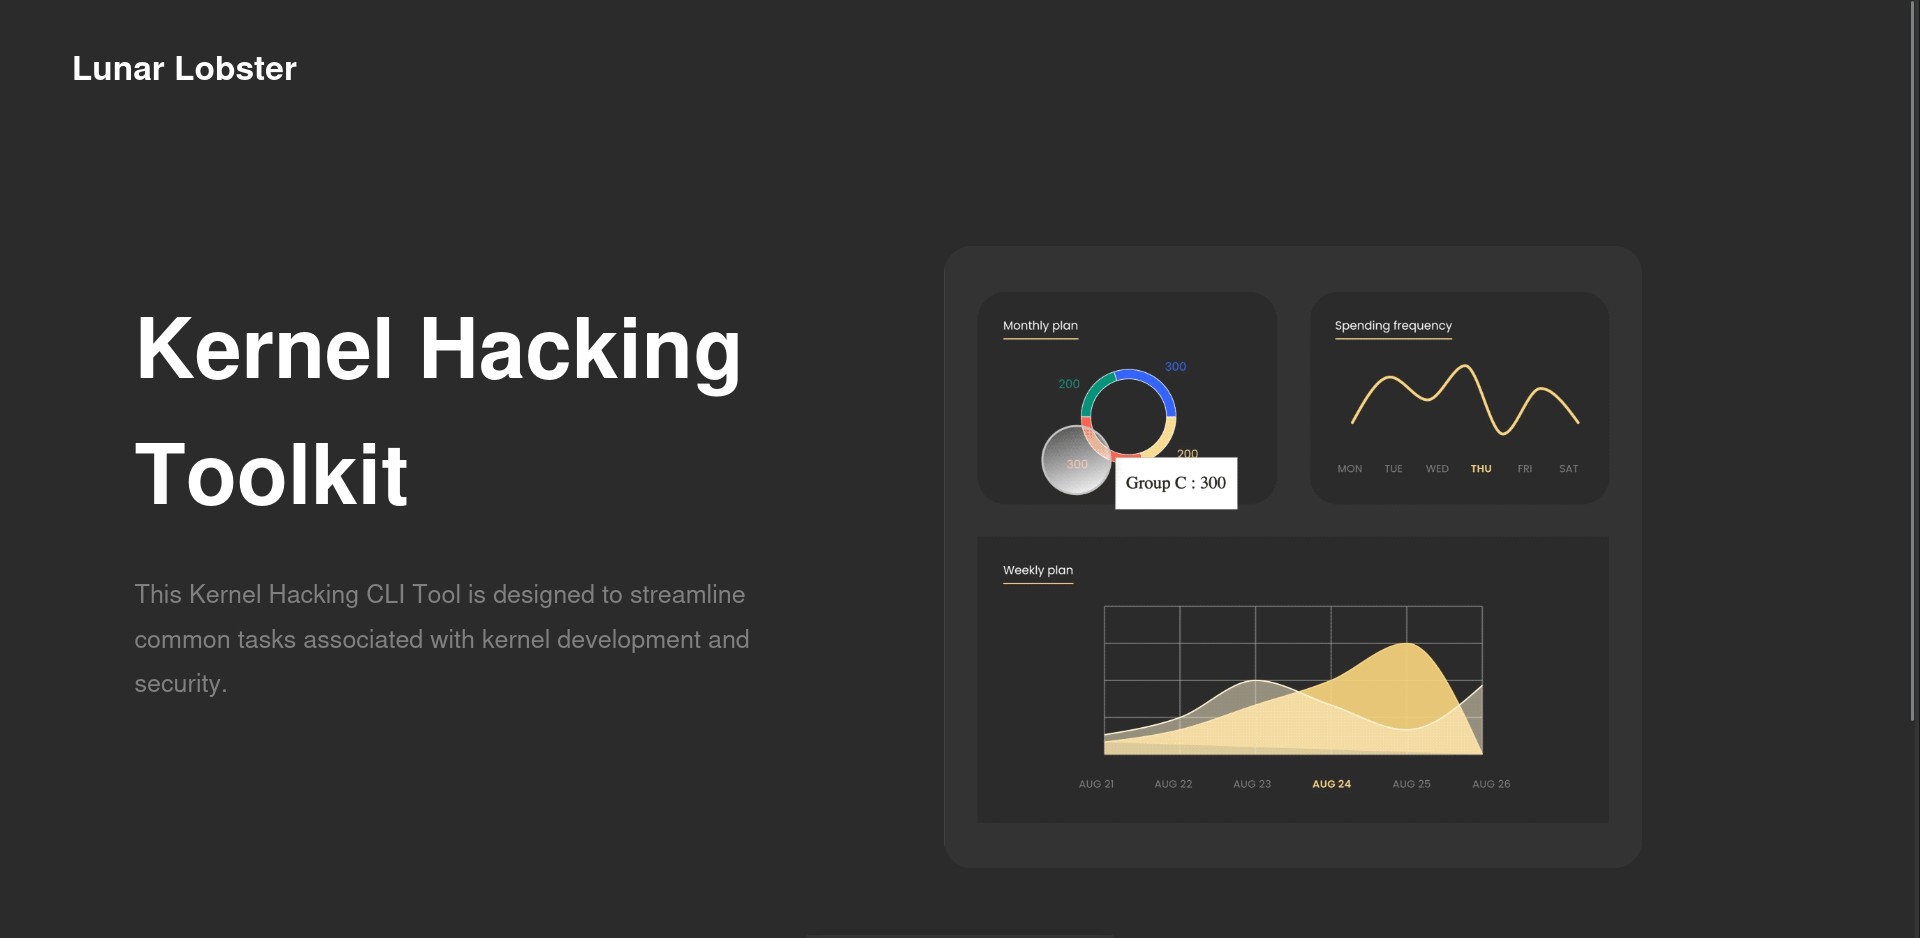 Lunar Lobster
Kernel Hacking
Toolkit
This Kernel Hacking CLI Tool is designed to streamline
common tasks associated with kernel development and
security.
Monthly plan
300
200
200
300
Group C : 300
Spending frequency
MON TUE WED THU FRI SAT
Weekly plan
AUG 21 AUG 22 AUG 23 AUG 24 AUG 25 AUG 26